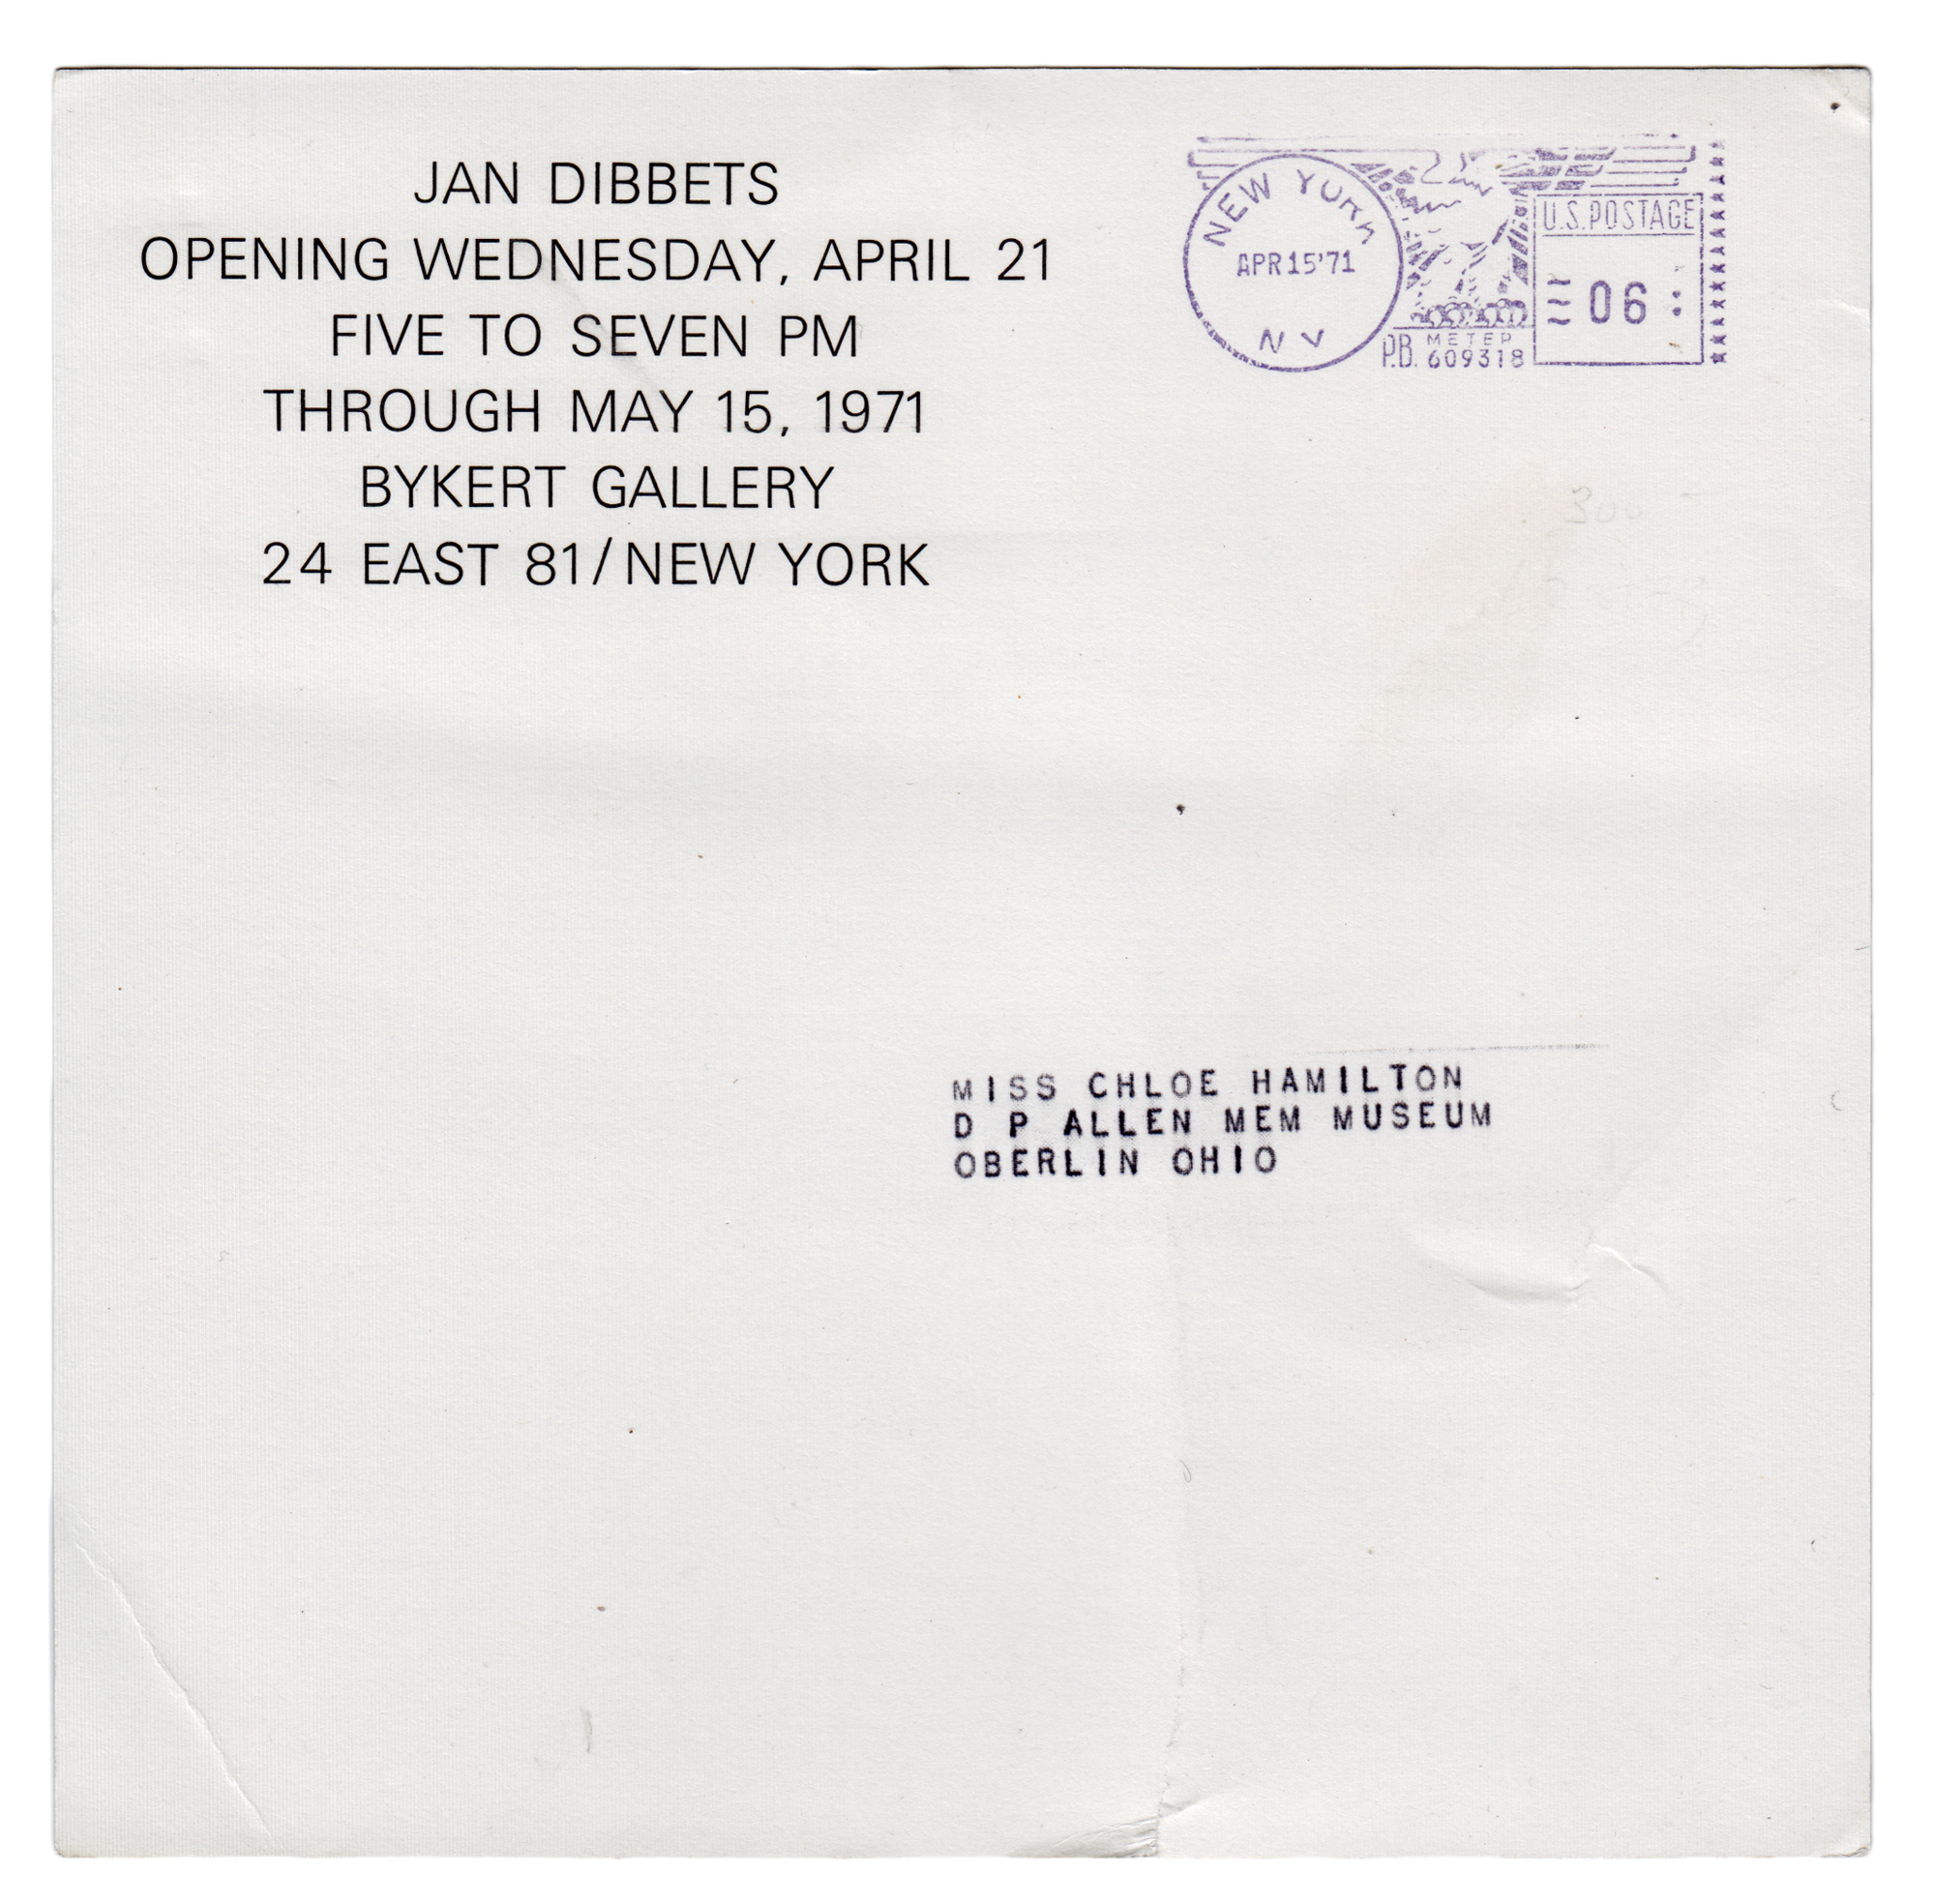 JAN DIBBETS
OPENING WEDNESDAY, APRIL 21
FIVE TO SEVEN PM
THROUGH MAY 15, 1971
BYKERT GALLERY
24 EAST 81/NEW YORK
NEW YORK
APR 15 '71
N Y
P.B. METER
609318
U.S. POSTAGE
06
MISS CHLOE HAMILTON
D P ALLEN MEM MUSEUM
OBERLIN OHIO